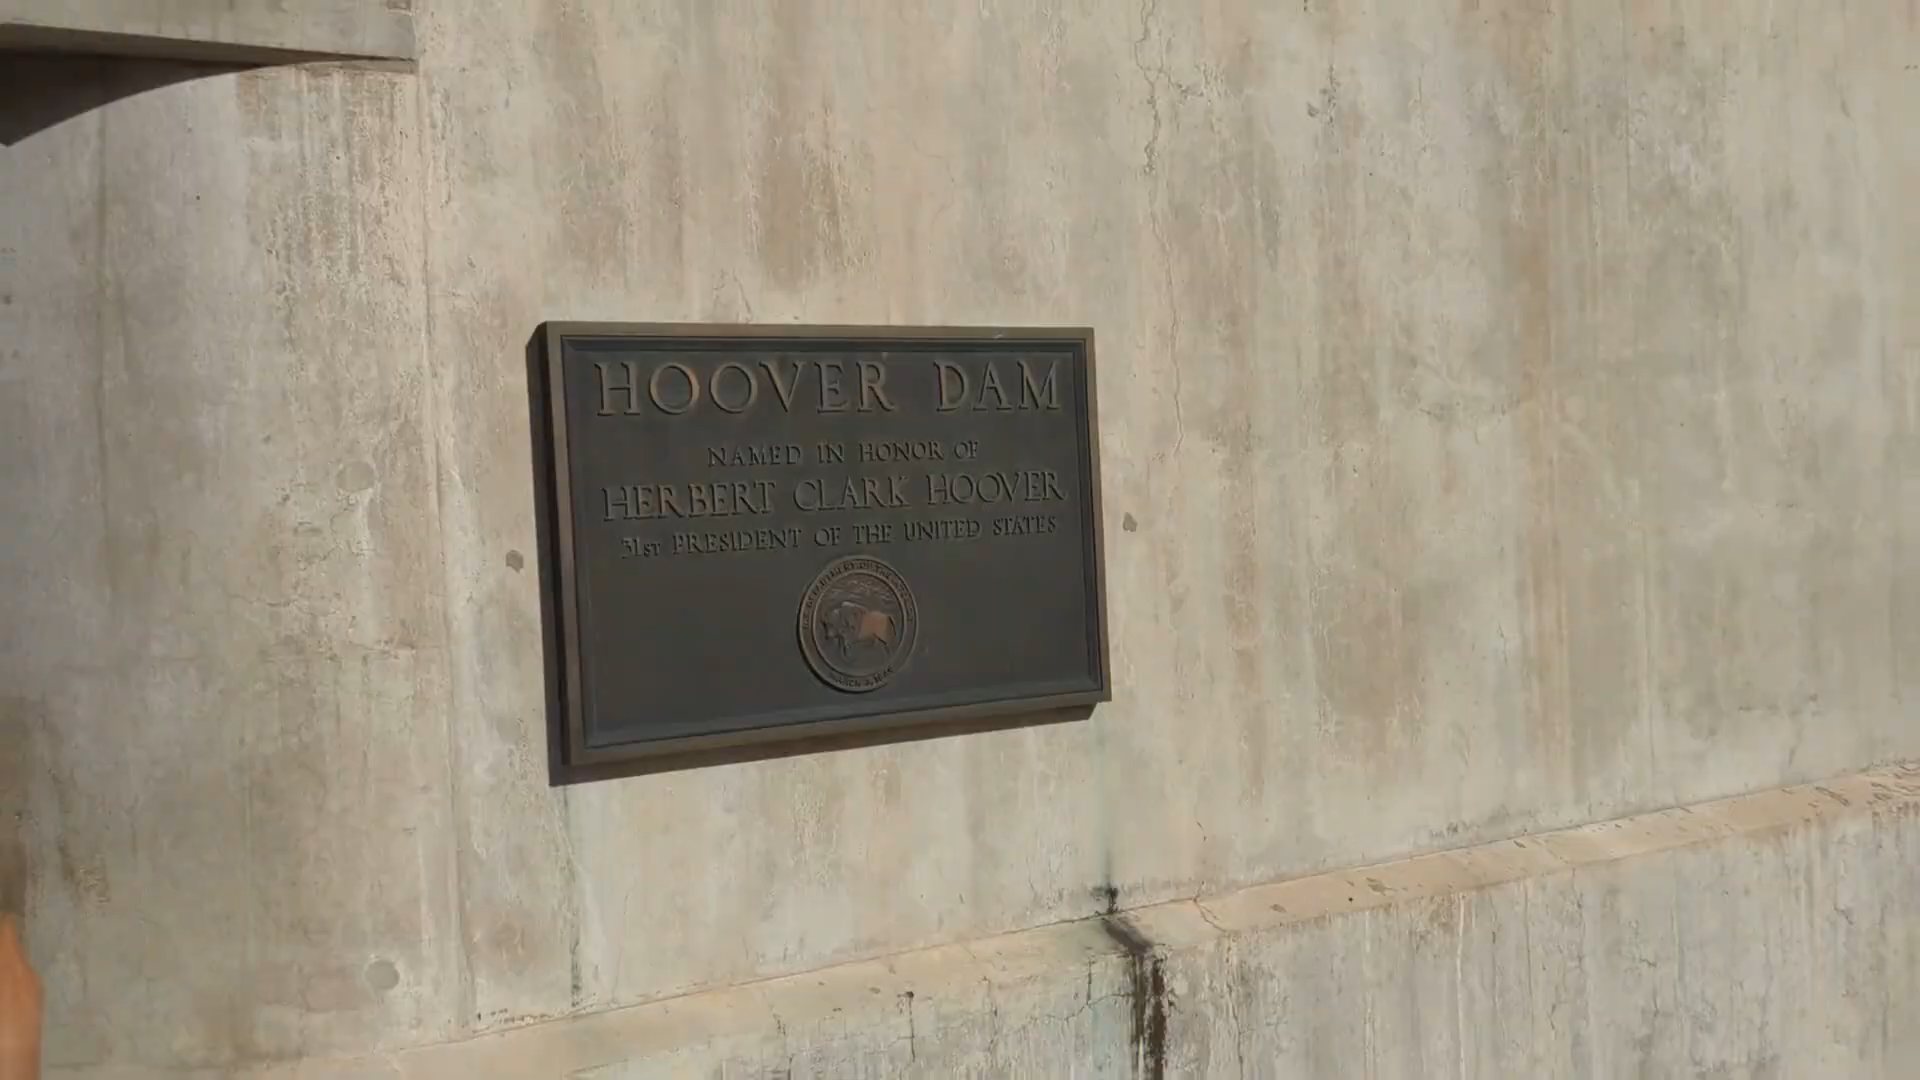 HOOVER DAM
NAMED IN HONOR OF
HERBERT CLARK HOOVER
31ST PRESIDENT OF THE UNITED STATES